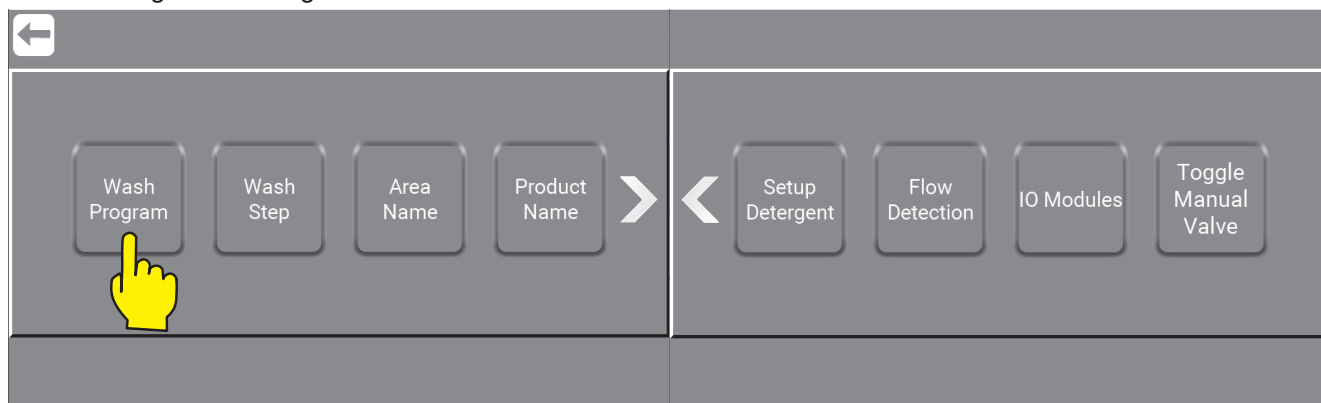 Wash
Program
Wash
Step
Area
Name
Product
Name
Setup
Detergent
Flow
Detection
IO Modules
Toggle
Manual
Valve